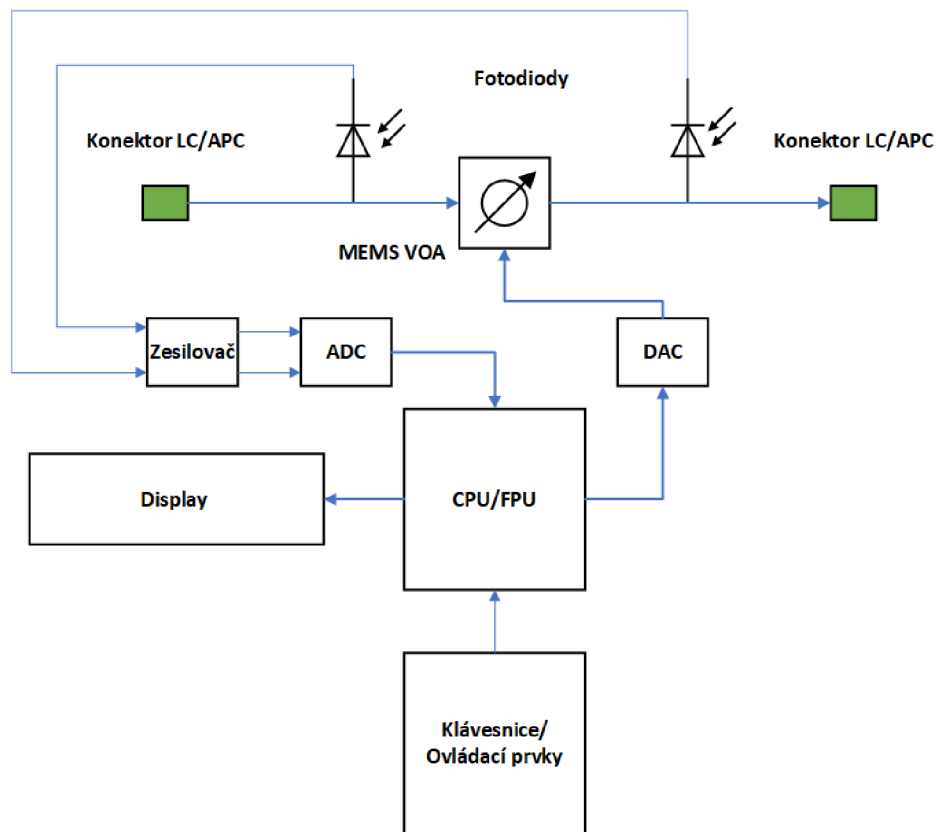 Fotodiody
Konektor LC/APC
Konektor LC/APC
MEMS VOA
Zesilovač
ADC
DAC
Display
CPU/FPU
Klávesnice/
Ovládací prvky